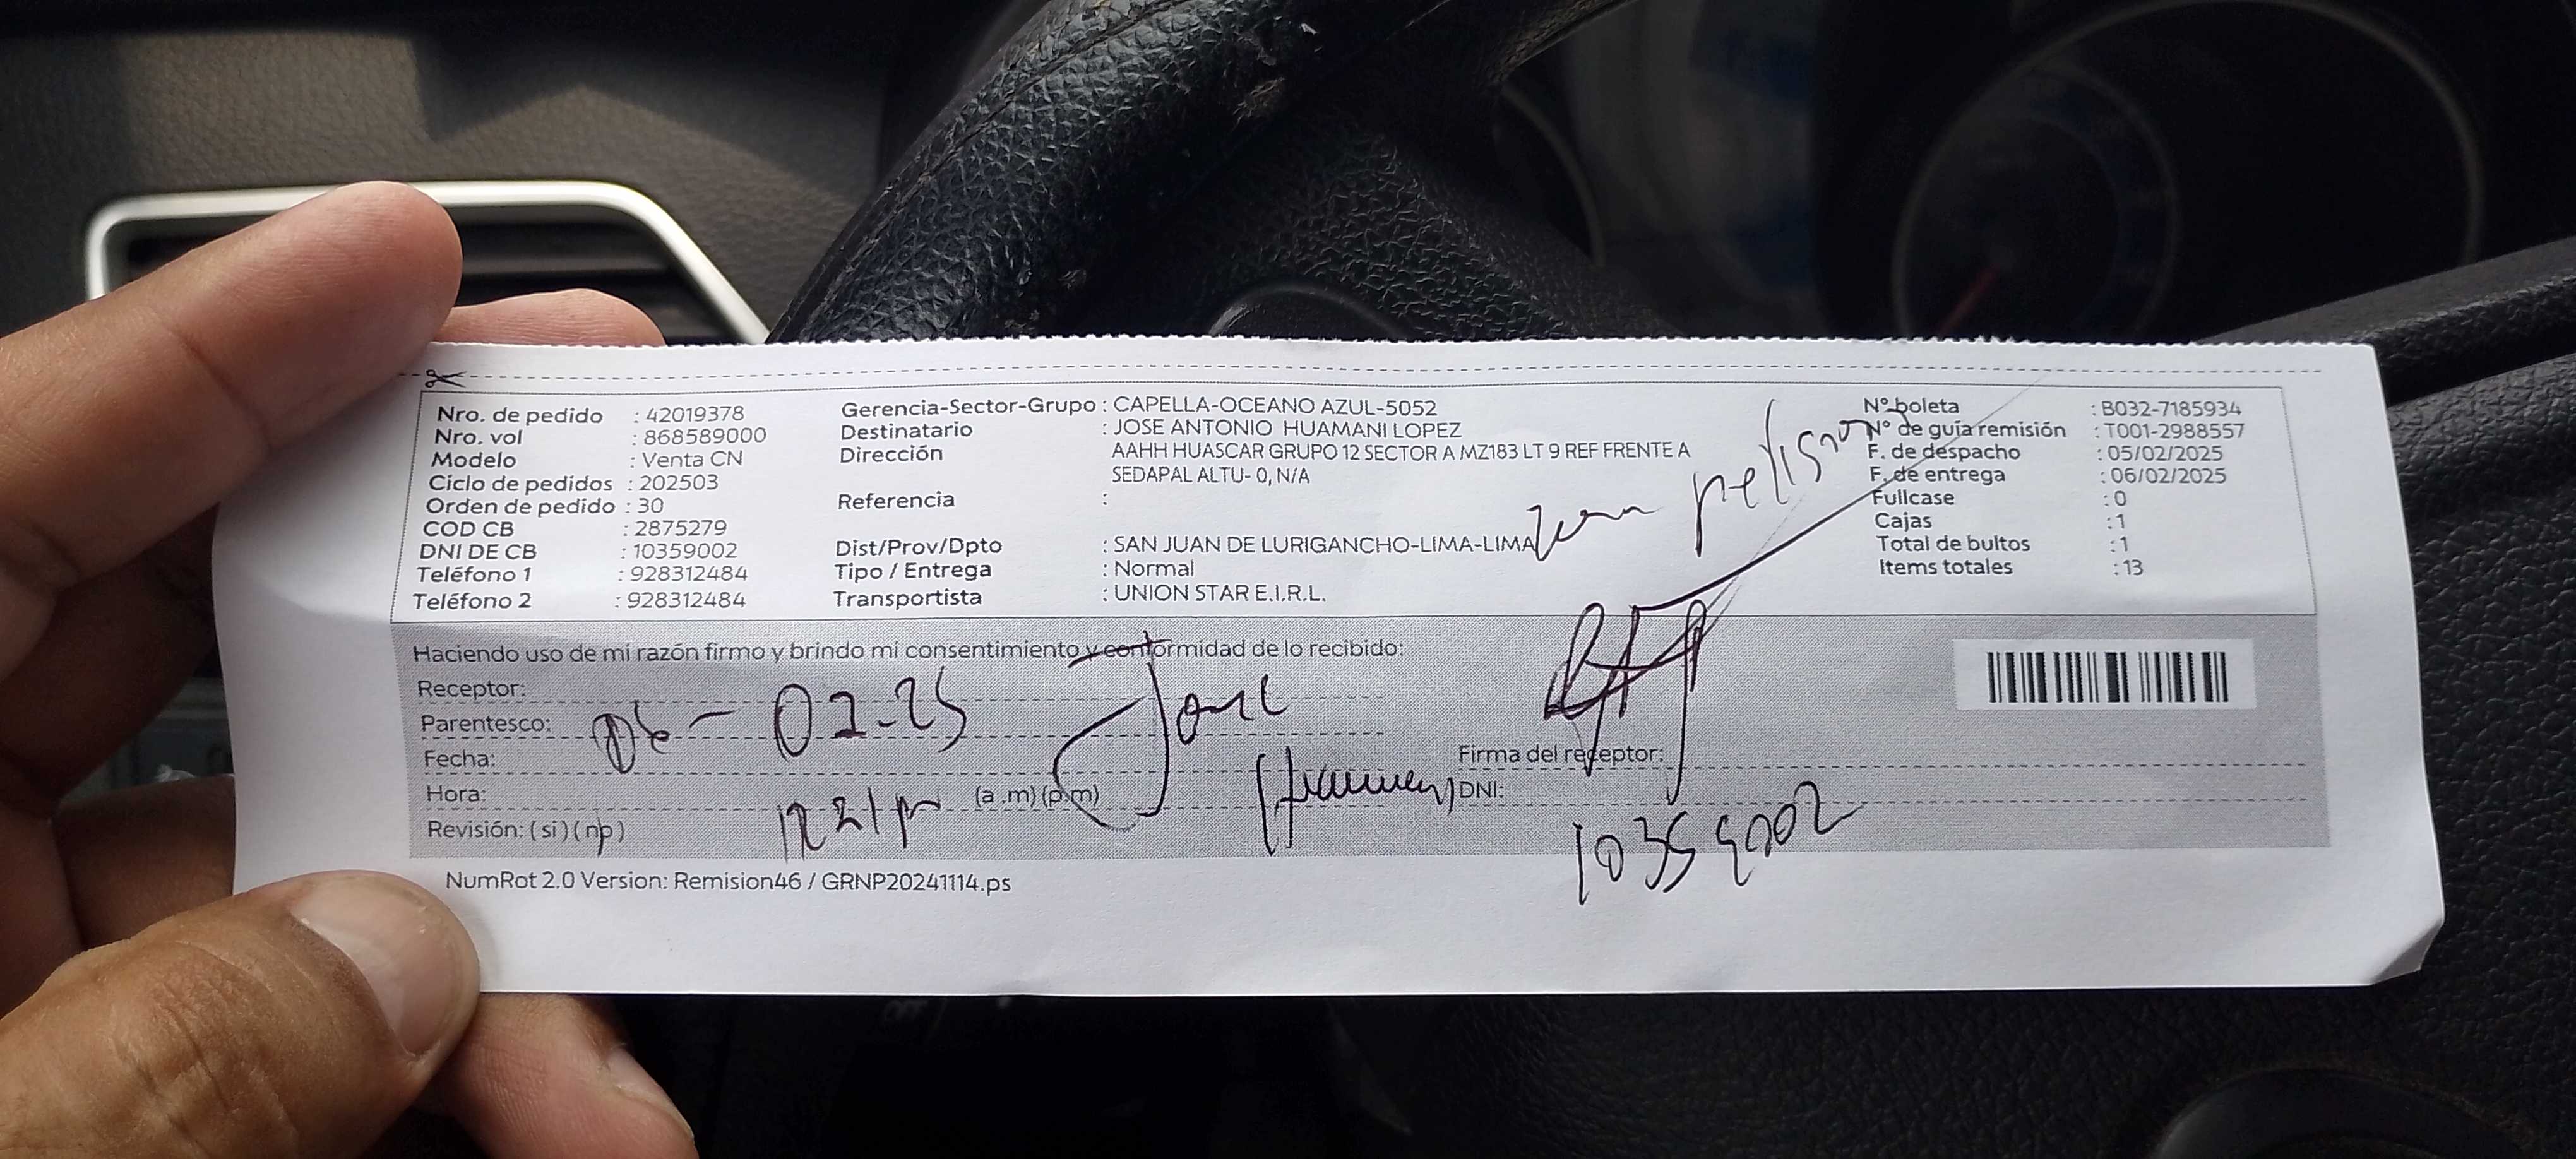 Nro. de pedido : 42019378
Nro. vol : 868589000
Modelo : Venta CN
Ciclo de pedidos : 202503
Orden de pedido : 30
COD CB : 2875279
DNI DE CB : 10359002
Teléfono 1 : 928312484
Teléfono 2 : 928312484
Gerencia-Sector-Grupo : CAPELLA-OCEANO AZUL-5052
Destinatario : JOSE ANTONIO HUAMANI LOPEZ
Dirección AAHH HUASCAR GRUPO 12 SECTOR A MZ183 LT 9 REF FRENTE A
SEDAPAL ALTU- 0, N/A
Referencia :
Dist/Prov/Dpto : SAN JUAN DE LURIGANCHO-LIMA-LIMA
Tipo / Entrega : Normal
Transportista : UNION STAR E.I.R.L.
N° boleta : B032-7185934
N° de guía remisión : T001-2988557
F. de despacho : 05/02/2025
F. de entrega : 06/02/2025
Fullcase : 0
Cajas : 1
Total de bultos : 1
Items totales : 13
Haciendo uso de mi razón firmo y brindo mi consentimiento y conformidad de lo recibido:
Receptor:
Parentesco: 06-02-25 Jose
Fecha:
Hora: (a .m) (p.m)
Revisión: ( si ) ( no )
Firma del receptor:
DNI:
10359002
NumRot 2.0 Version: Remision46 / GRNP20241114.ps